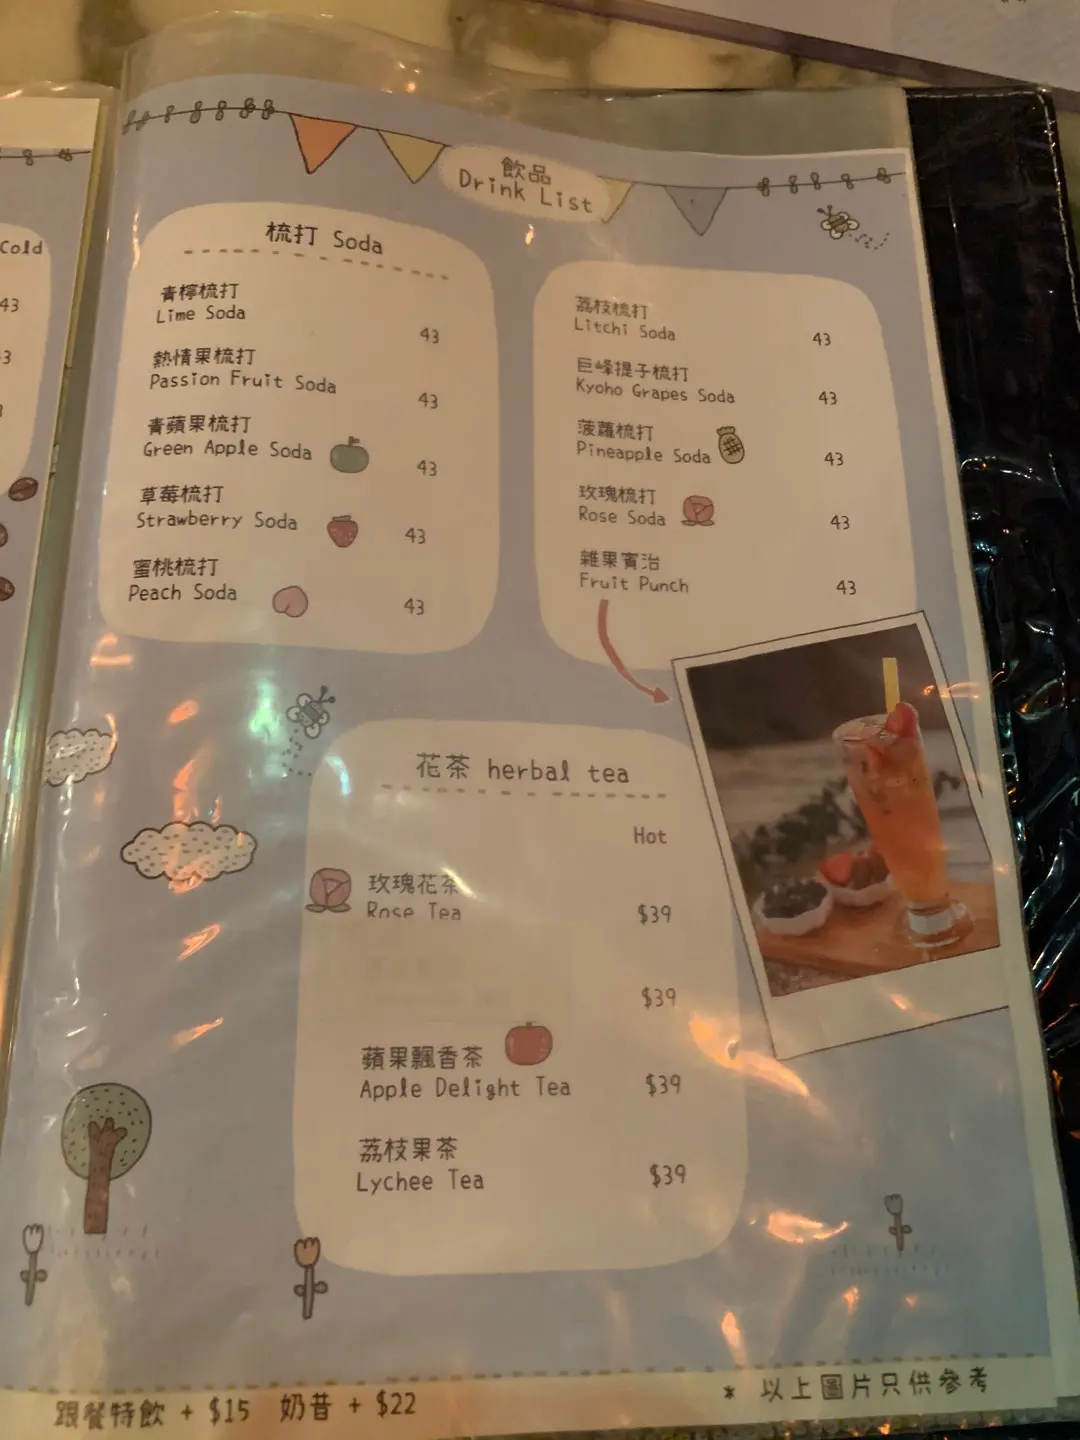 Cold
43
飲品
Drink List
梳打 Soda
青檸梳打
Lime Soda
43
熱情果梳打
Passion Fruit Soda
43
青蘋果梳打
Green Apple Soda
43
草莓梳打
Strawberry Soda
43
蜜桃梳打
Peach Soda
43
荔枝梳打
Litchi Soda
43
巨峰提子梳打
Kyoho Grapes Soda
43
菠蘿梳打
Pineapple Soda
43
玫瑰梳打
Rose Soda
43
雜果賓治
Fruit Punch
43
花茶 herbal tea
Hot
玫瑰花茶
Rose Tea
$39
$39
蘋果飄香茶
Apple Delight Tea
$39
荔枝果茶
Lychee Tea
$39
跟餐特飲 + $15 奶昔 + $22
* 以上圖片只供參考